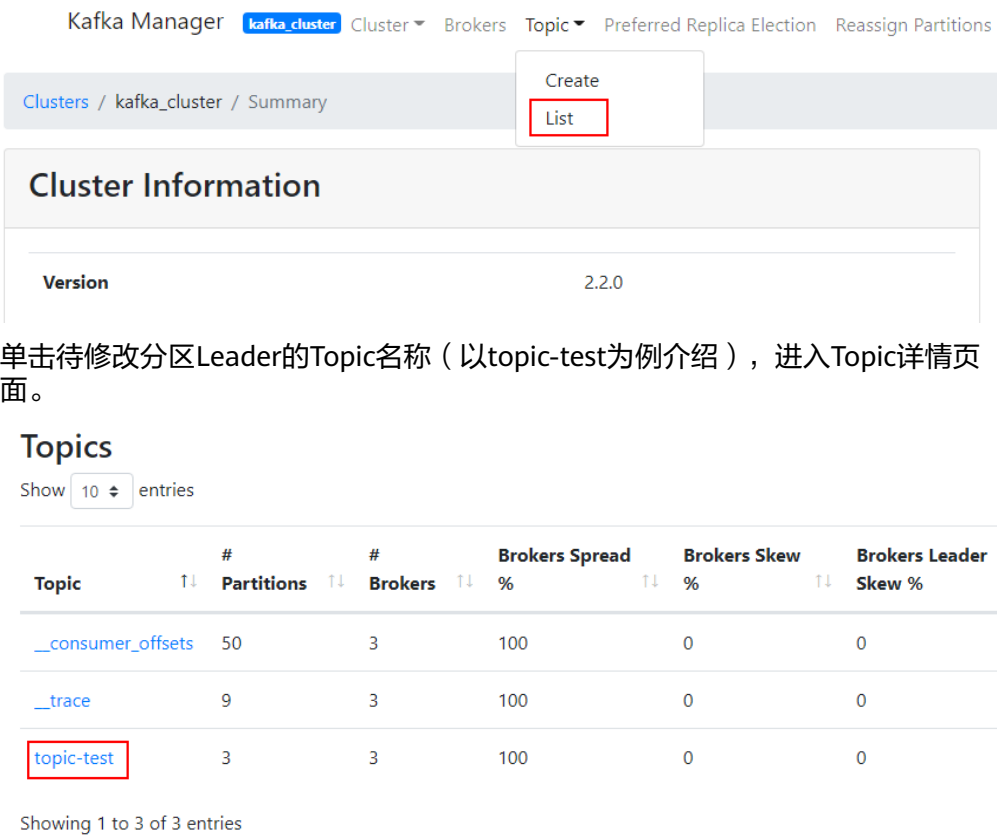 Kafka Manager kafka_cluster Cluster Brokers Topic Preferred Replica Election Reassign Partitions
Create
Clusters / kafka_cluster / Summary
List
Cluster Information
Version 2.2.0
单击待修改分区Leader的Topic名称（以topic-test为例介绍），进入Topic详情页
面。
Topics
Show 10 entries
# # Brokers Spread Brokers Skew Brokers Leader
Topic Partitions Brokers % % Skew %
__consumer_offsets 50 3 100 0 0
__trace 9 3 100 0 0
topic-test 3 3 100 0 0
Showing 1 to 3 of 3 entries